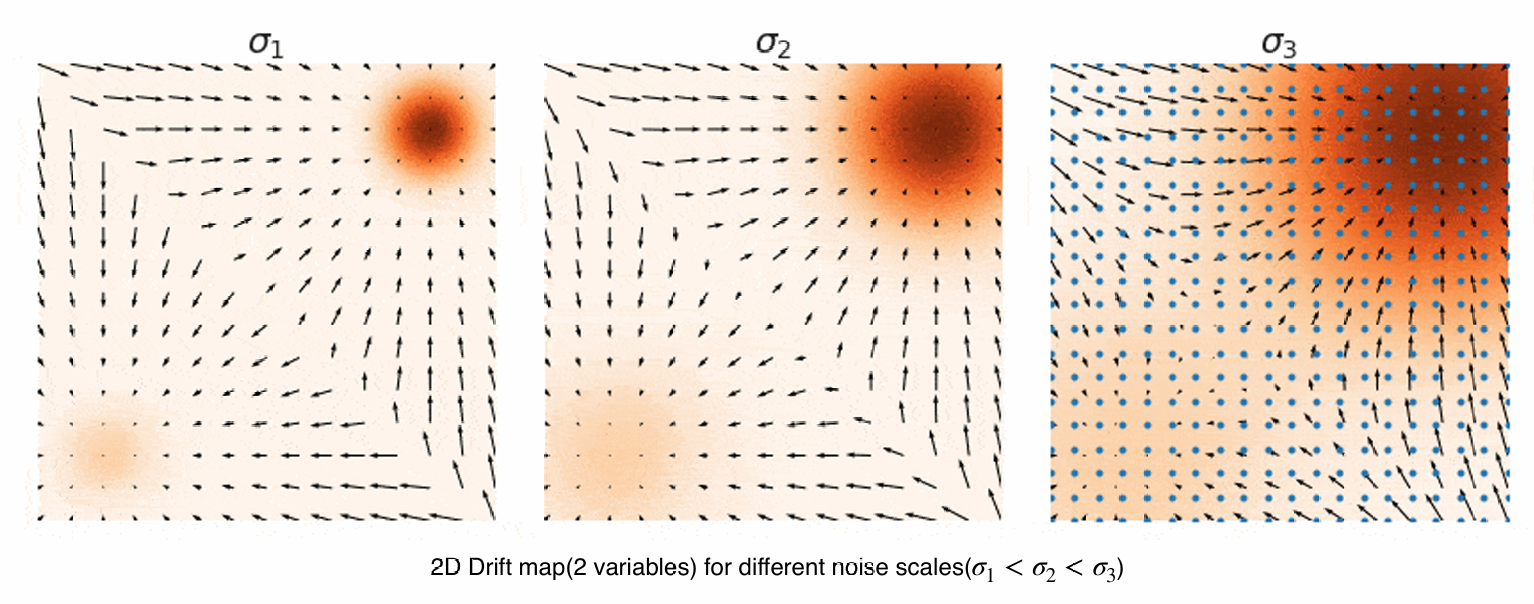 σ₁ σ₂ σ₃
2D Drift map(2 variables) for different noise scales(σ₁ < σ₂ < σ₃)